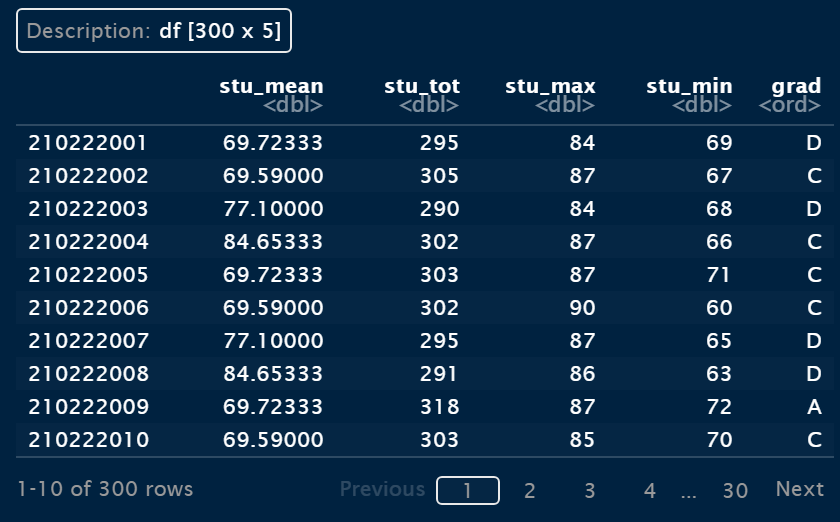 Description: df [300 x 5]
stu_mean stu_tot stu_max stu_min grad
<dbl> <dbl> <dbl> <dbl> <ord>
210222001 69.72333 295 84 69 D
210222002 69.59000 305 87 67 C
210222003 77.10000 290 84 68 D
210222004 84.65333 302 87 66 C
210222005 69.72333 303 87 71 C
210222006 69.59000 302 90 60 C
210222007 77.10000 295 87 65 D
210222008 84.65333 291 86 63 D
210222009 69.72333 318 87 72 A
210222010 69.59000 303 85 70 C
1-10 of 300 rows Previous 1 2 3 4 ... 30 Next